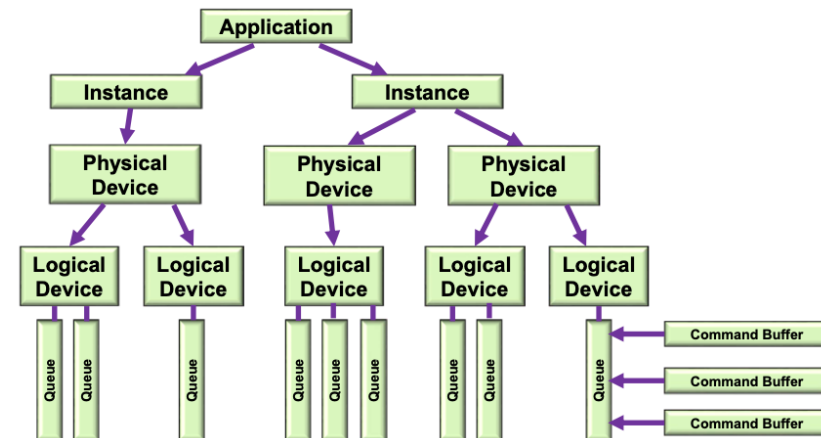 Application
Instance
Instance
Physical
Device
Physical
Device
Physical
Device
Logical
Device
Logical
Device
Logical
Device
Logical
Device
Logical
Device
Queue
Queue
Queue
Queue
Queue
Queue
Queue
Queue
Queue
Command Buffer
Command Buffer
Command Buffer